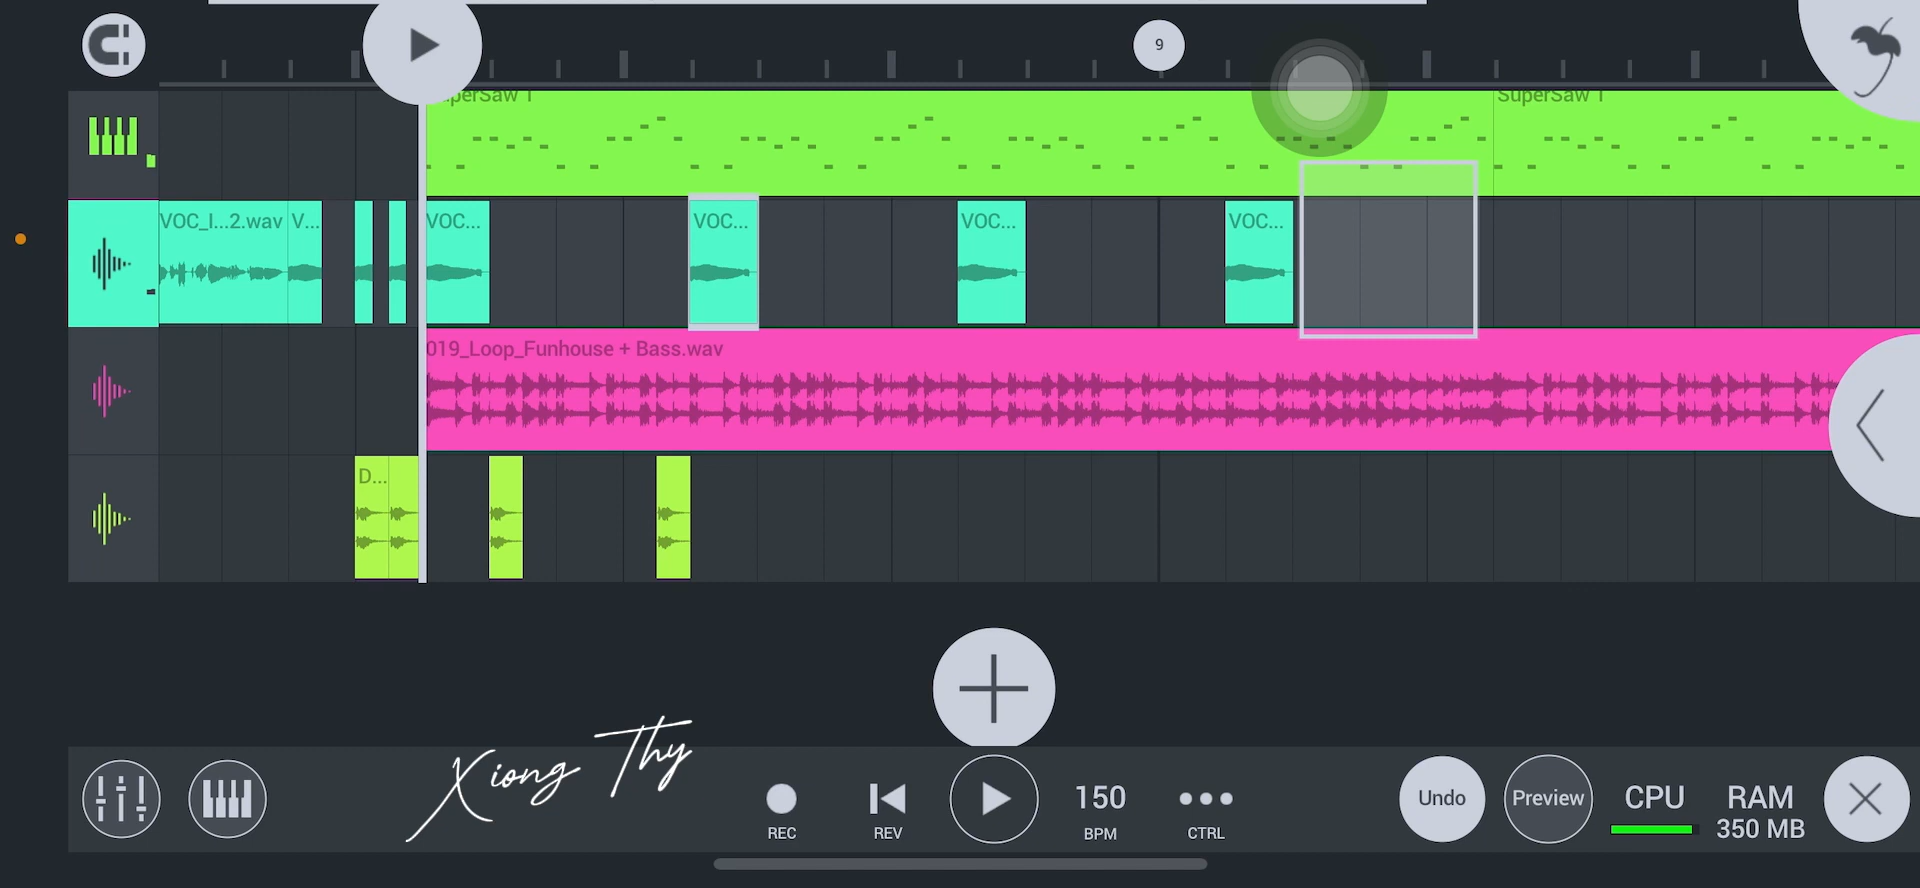 9
SuperSaw 1
SuperSaw 1
VOC_I...2.wav
V...
VOC...
VOC...
VOC...
VOC...
019_Loop_Funhouse + Bass.wav
D...
Xiong Thy
REC
REV
150
BPM
CTRL
Undo
Preview
CPU
RAM
350 MB